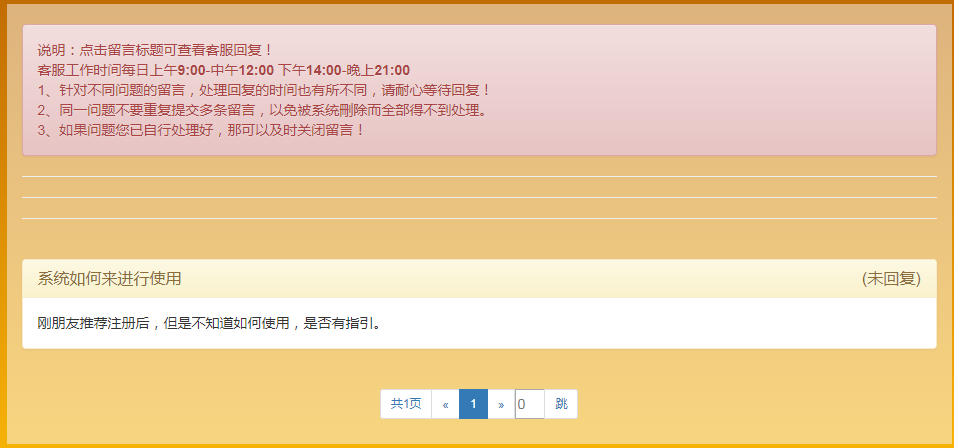 说明：点击留言标题可查看客服回复！
客服工作时间每日上午9:00-中午12:00 下午14:00-晚上21:00
1、针对不同问题的留言，处理回复的时间也有所不同，请耐心等待回复！
2、同一问题不要重复提交多条留言，以免被系统删除而全部得不到处理。
3、如果问题您已自行处理好，那可以及时关闭留言！
系统如何来进行使用 (未回复)
刚朋友推荐注册后，但是不知道如何使用，是否有指引。
共1页 « 1 » 0 跳